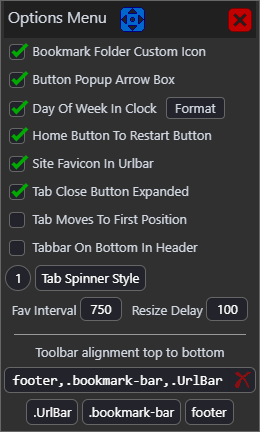 Options Menu
Bookmark Folder Custom Icon
Button Popup Arrow Box
Day Of Week In Clock Format
Home Button To Restart Button
Site Favicon In Urlbar
Tab Close Button Expanded
Tab Moves To First Position
Tabbar On Bottom In Header
1 Tab Spinner Style
Fav Interval 750 Resize Delay 100
Toolbar alignment top to bottom
footer,.bookmark-bar,.UrlBar
.UrlBar .bookmark-bar footer